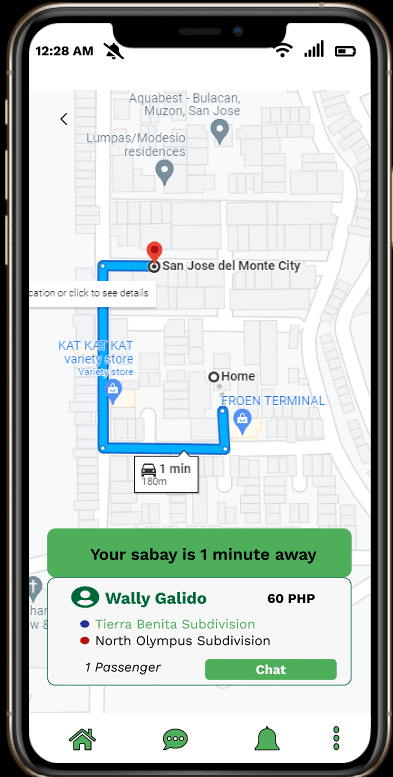 12:28 AM
Aquabest - Bulacan,
Muzon, San Jose
Lumpas/Modesio
residences
San Jose del Monte City
cation or click to see details
KAT KAT KAT
variety store
Variety store
Home
FROEN TERMINAL
1 min
180m
Your sabay is 1 minute away
Wally Galido
60 PHP
Tierra Benita Subdivision
North Olympus Subdivision
1 Passenger
Chat